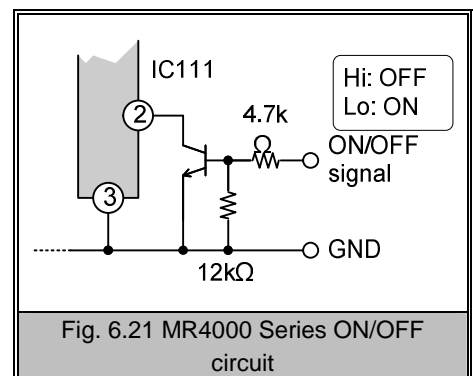 IC111
Hi: OFF
Lo: ON
2
4.7k
Ω
ON/OFF
signal
3
GND
12kΩ
Fig. 6.21 MR4000 Series ON/OFF
circuit